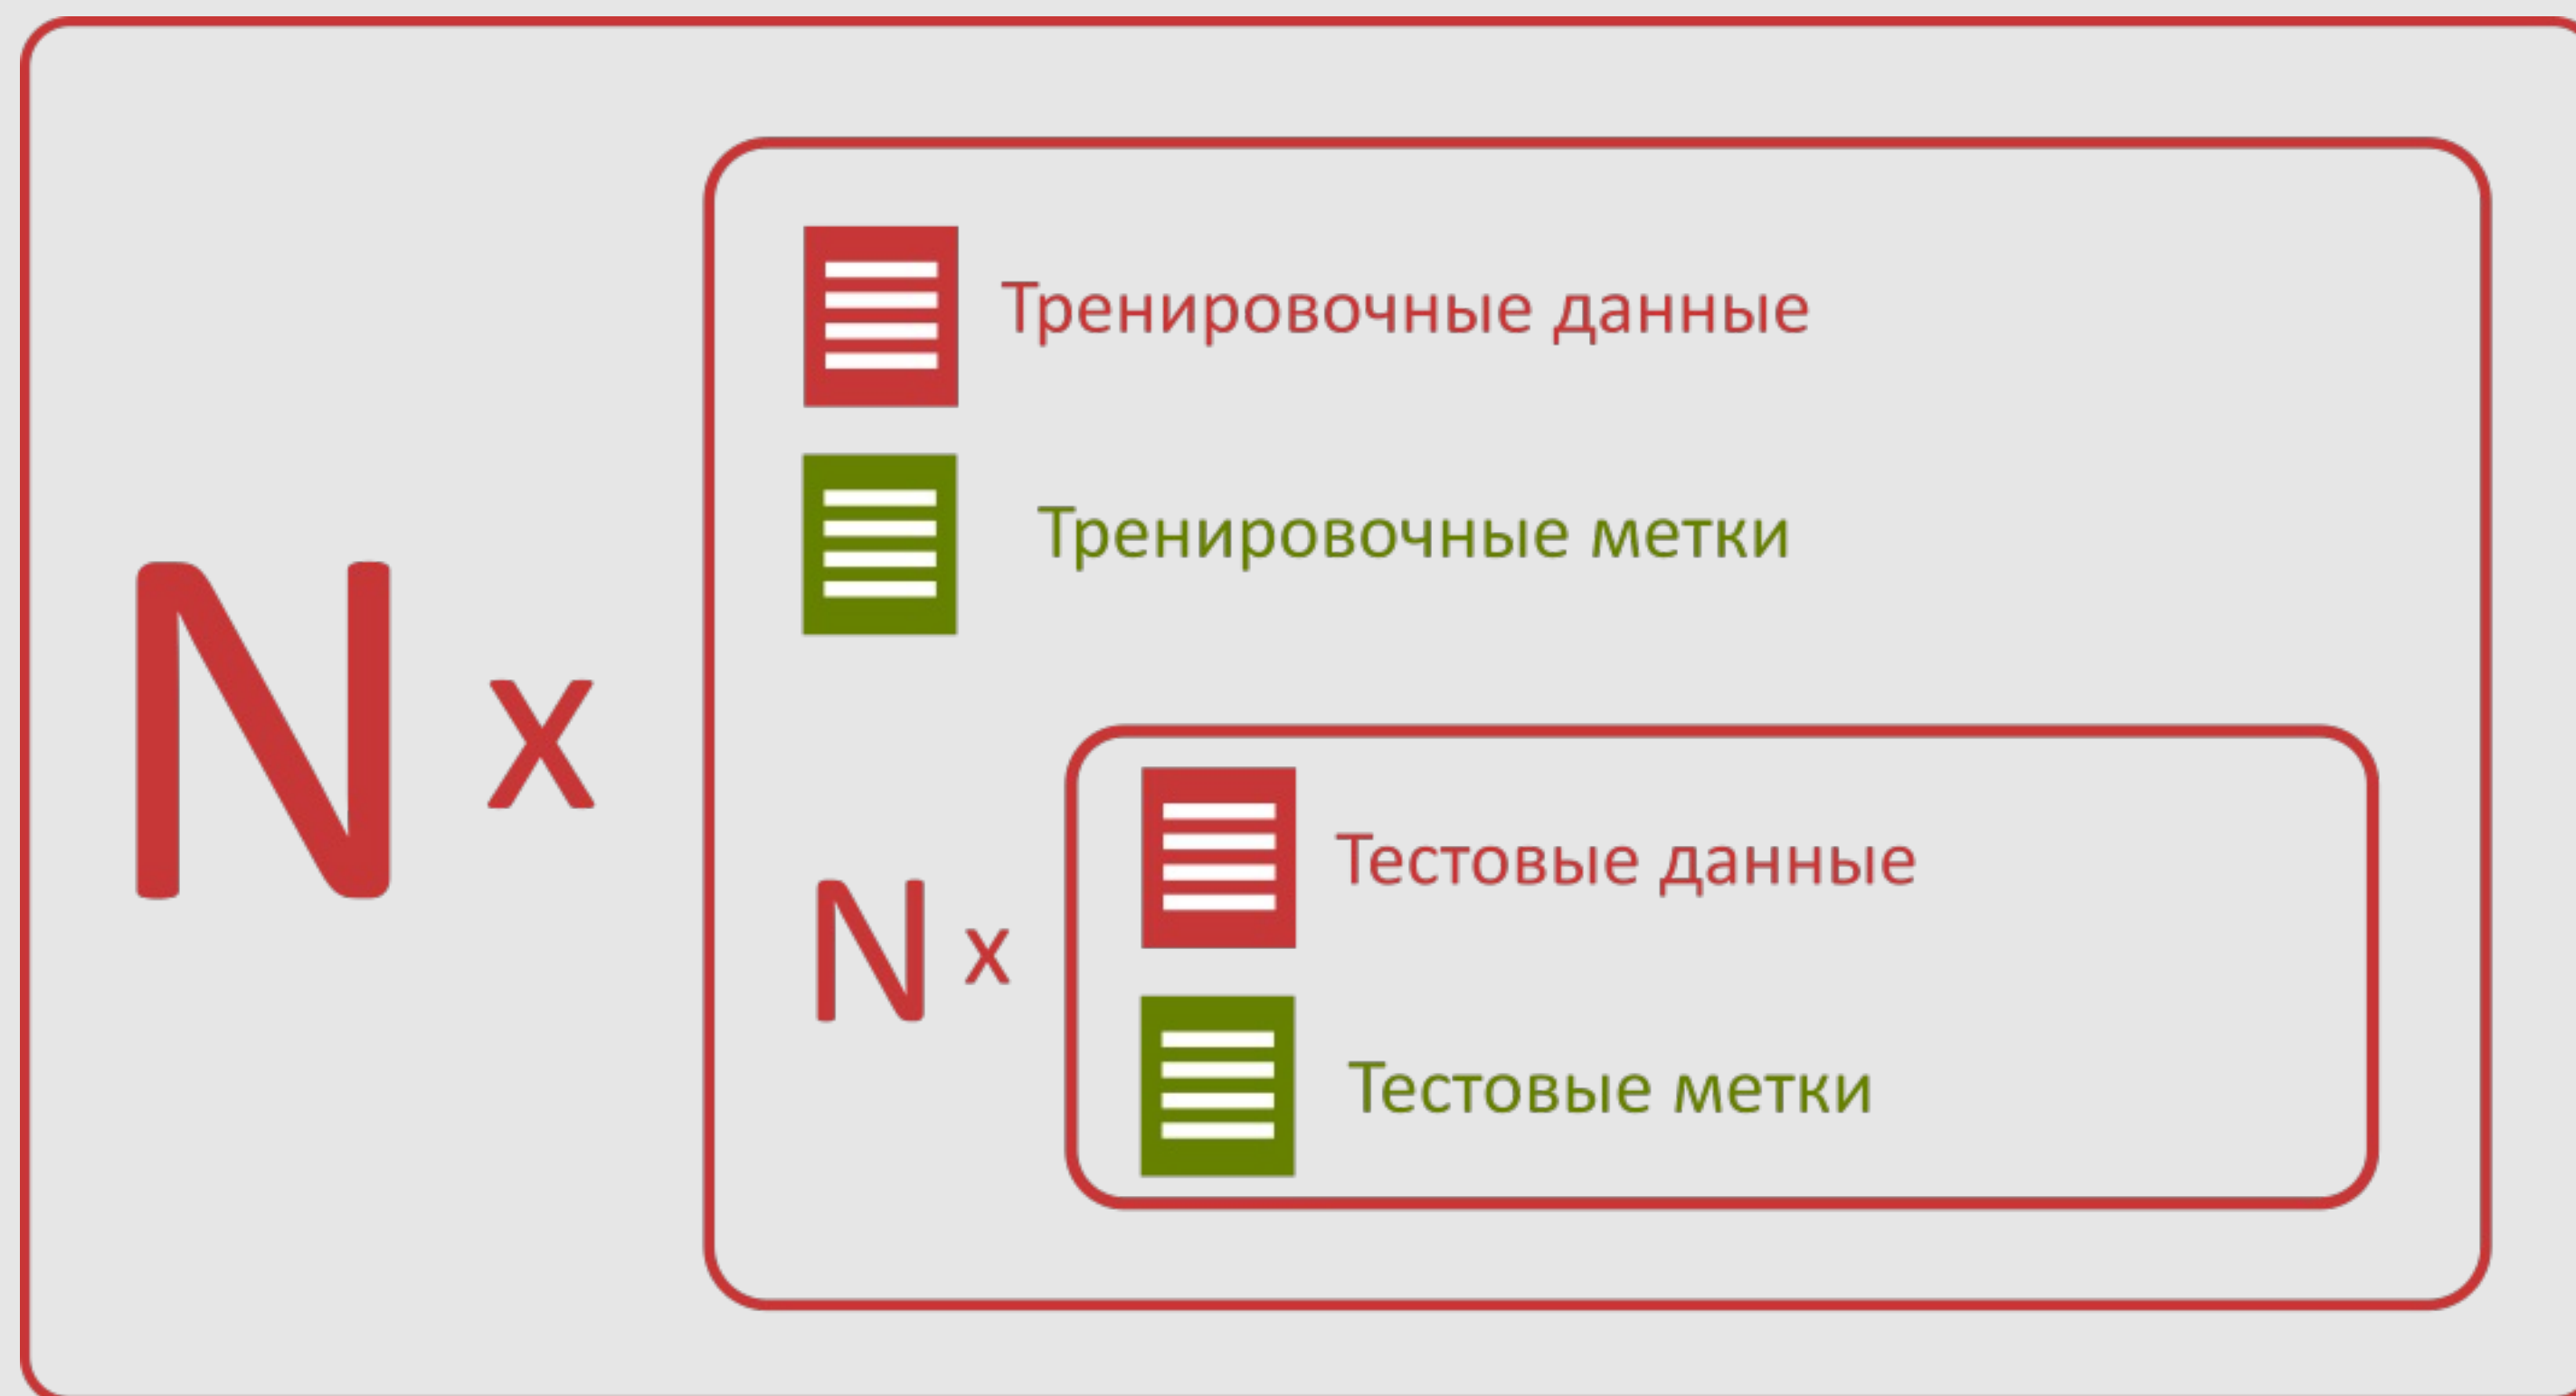 Тренировочные данные
Тренировочные метки
N x
N x
Тестовые данные
Тестовые метки